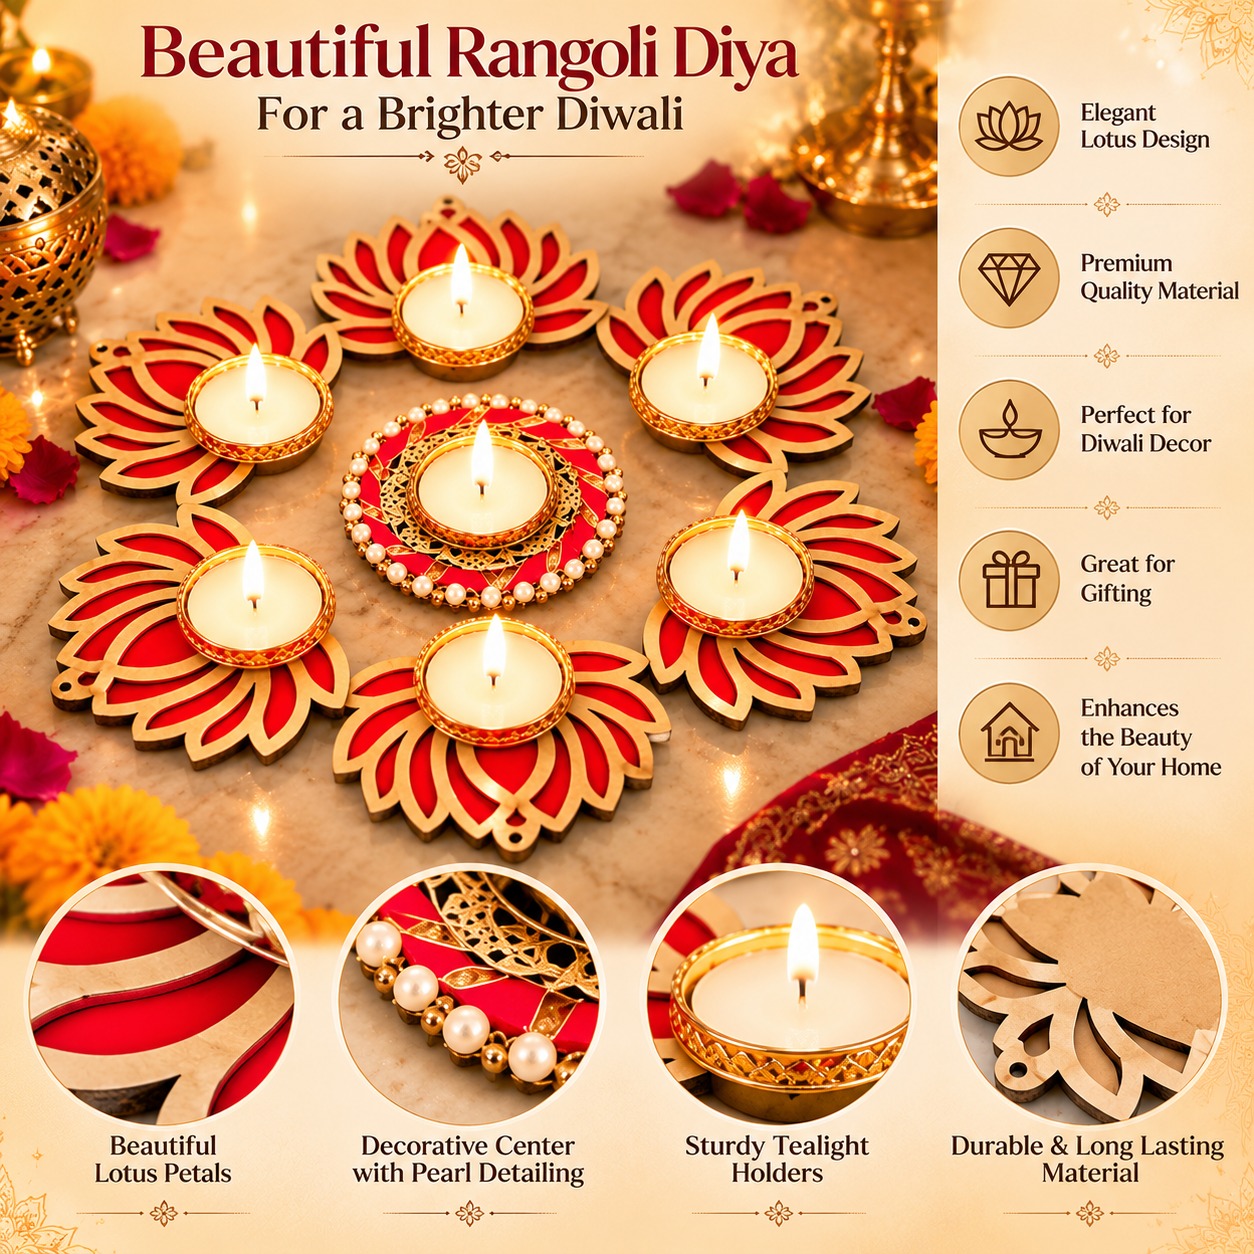 Beautiful Rangoli Diya
For a Brighter Diwali
Elegant
Lotus Design
Premium
Quality Material
Perfect for
Diwali Decor
Great for
Gifting
Enhances
the Beauty
of Your Home
Beautiful
Lotus Petals
Decorative Center
with Pearl Detailing
Sturdy Tealight
Holders
Durable & Long Lasting
Material